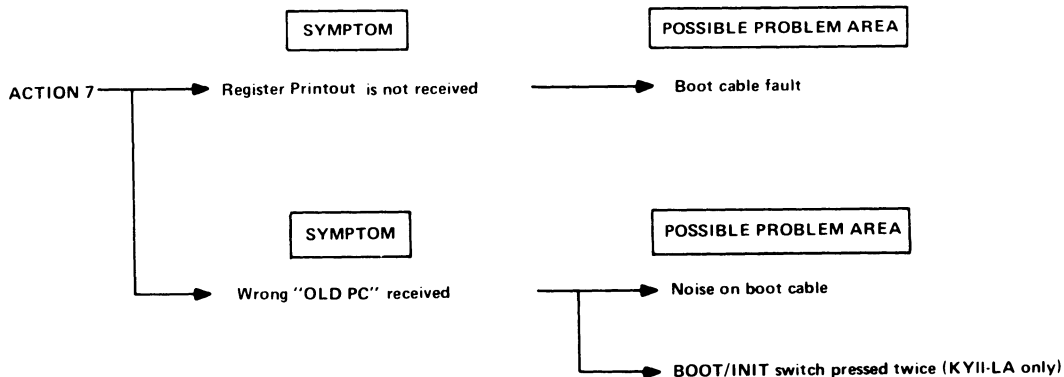 SYMPTOM POSSIBLE PROBLEM AREA
ACTION 7 Register Printout is not received Boot cable fault
SYMPTOM POSSIBLE PROBLEM AREA
Wrong "OLD PC" received Noise on boot cable
BOOT/INIT switch pressed twice (KYII-LA only)